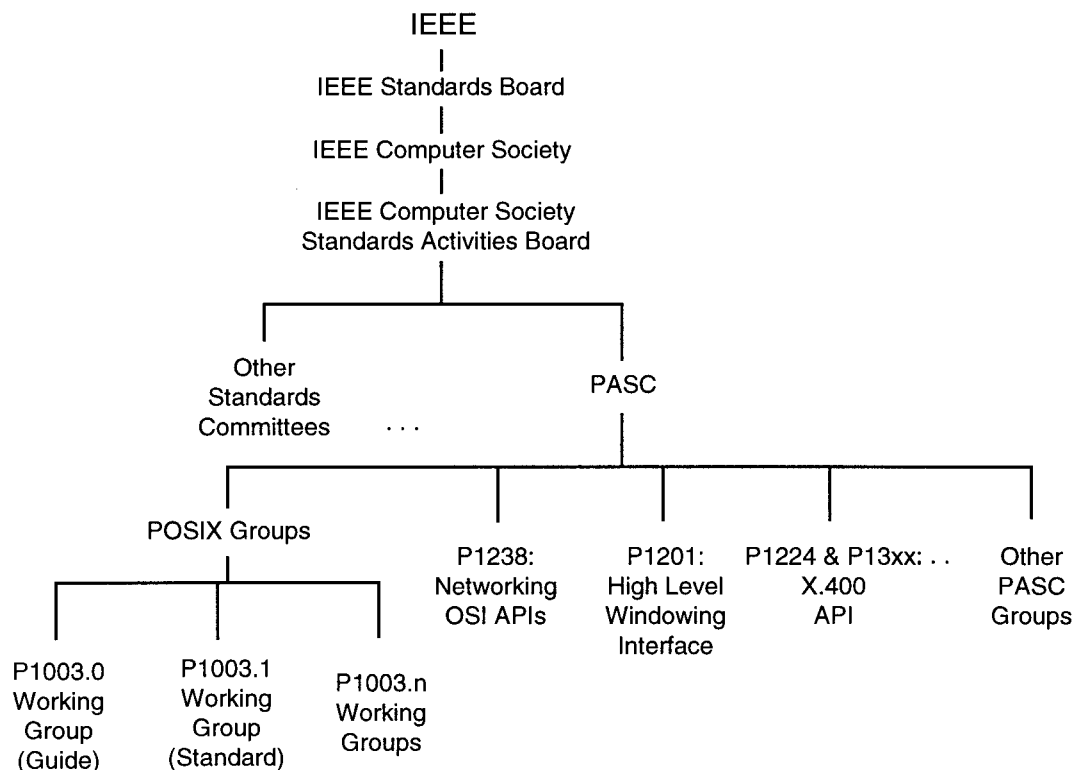 IEEE
IEEE Standards Board
IEEE Computer Society
IEEE Computer Society
Standards Activities Board
Other
Standards
Committees
. . .
PASC
POSIX Groups
P1238:
Networking
OSI APIs
P1201:
High Level
Windowing
Interface
P1224 & P13xx: . .
X.400
API
Other
PASC
Groups
P1003.0
Working
Group
(Guide)
P1003.1
Working
Group
(Standard)
P1003.n
Working
Groups